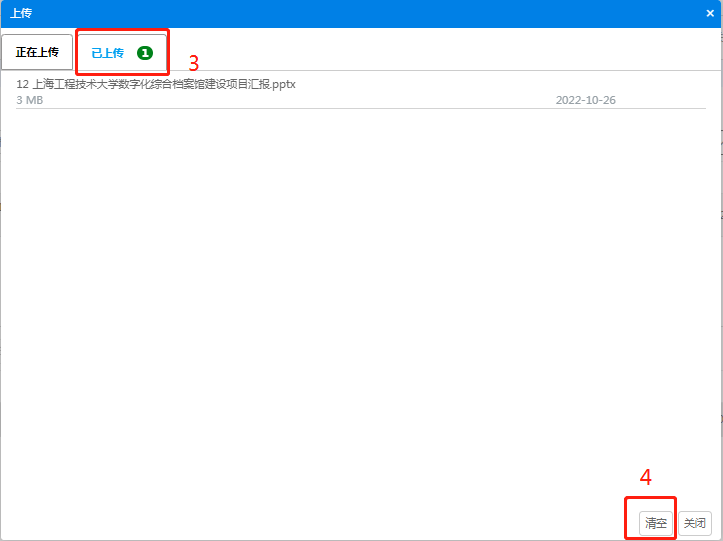 上传
×
正在上传
已上传 1
3
12 上海工程技术大学数字化综合档案馆建设项目汇报.pptx
3 MB 2022-10-26
4
清空 关闭